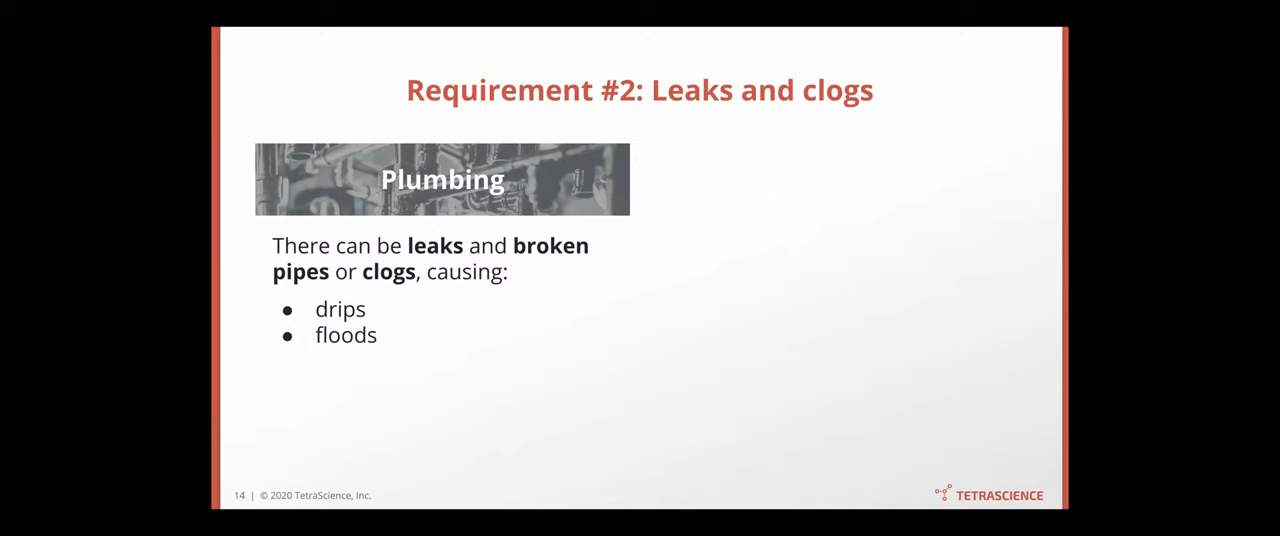 Requirement #2: Leaks and clogs
Plumbing
There can be leaks and broken
pipes or clogs, causing:
● drips
● floods
14 | © 2020 TetraScience, Inc.
TETRASCIENCE